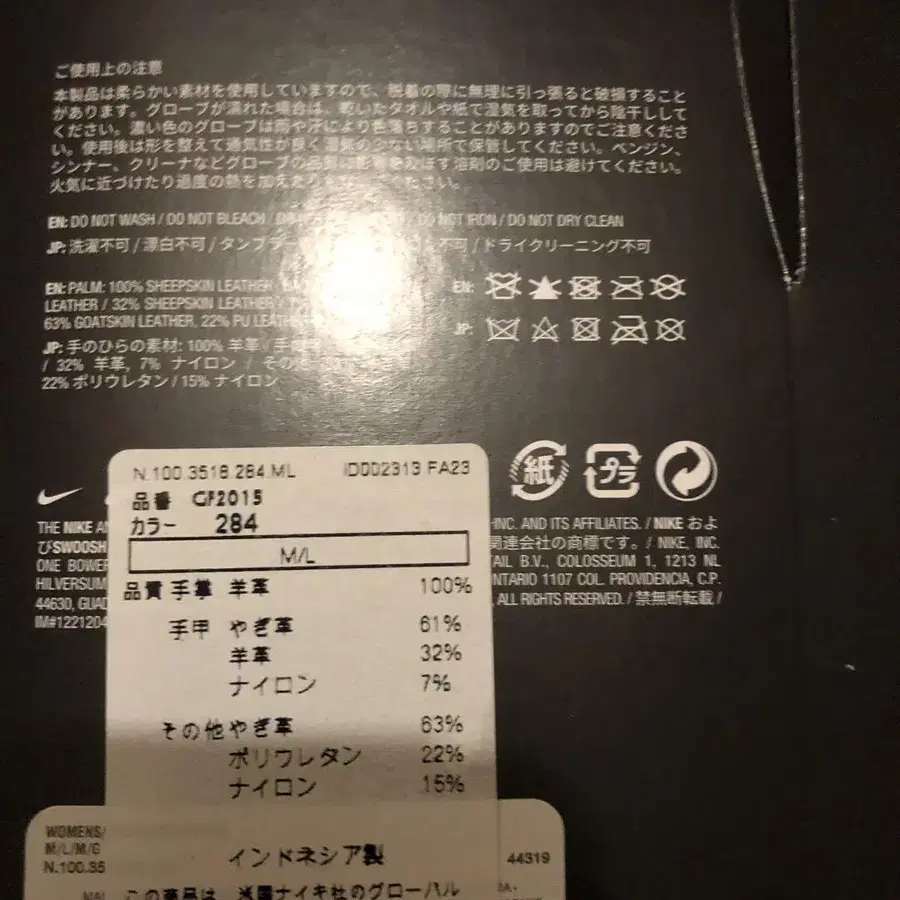 ご使用上の注意
本製品は柔らかい素材を使用していますので、脱着の際に無理に引っ張ると破損すること
があります。グローブが濡れた場合は、乾いたタオルや紙で湿気を取ってから陰干しして
ください。濃い色のグローブは雨や汗により色落ちすることがありますのでご注意くださ
い。使用後は形を整えて通気性が良く湿気の少ない場所で保管してください。ベンジン、
シンナー、クリーナなどグローブの品質に影響を及ぼす溶剤のご使用は避けてください。
火気に近づけたり過度の熱を加えたり ください。
EN: DO NOT WASH / DO NOT BLEACH / DO NOT IRON / DO NOT DRY CLEAN
JP: 洗濯不可 / 漂白不可 / タンブラー 不可 / ドライクリーニング不可
EN: PALM: 100% SHEEPSKIN LEATHER
LEATHER / 32% SHEEPSKIN LEATHER /
63% GOATSKIN LEATHER, 22% PU LEATH
EN:
JP:
JP: 手のひらの素材: 100% 羊革 / 手
/ 32% 羊革, 7% ナイロン / その
22% ポリウレタン / 15% ナイロン
紙
プラ
N.100.3518.284.ML ID002313 FA23
品番 GF2015
カラー 284
M/L
品質 手掌 羊革 100%
手甲 やぎ革 61%
羊革 32%
ナイロン 7%
その他 やぎ革 63%
ポリウレタン 22%
ナイロン 15%
インドネシア製
この商品は、米国ナイキ社のグローバル
THE NIKE AN INC. AND ITS AFFILIATES. / NIKE およ
びSWOOSH 関連会社の商標です。/ NIKE, INC.
ONE BOWER AIL B.V., COLOSSEUM 1, 1213 NL
HILVERSUM NTARIO 1107 COL. PROVIDENCIA, C.P.
44630, GUAD ALL RIGHTS RESERVED. / 禁無断転載 /
IM#1221204
WOMENS/
M/L/M/G
N.100.35
44319